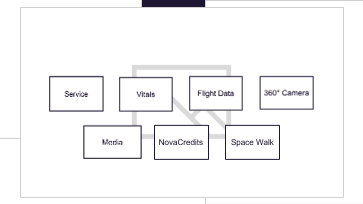 Service
Vitals
Flight Data
360° Camera
Media
NovaCredits
Space Walk